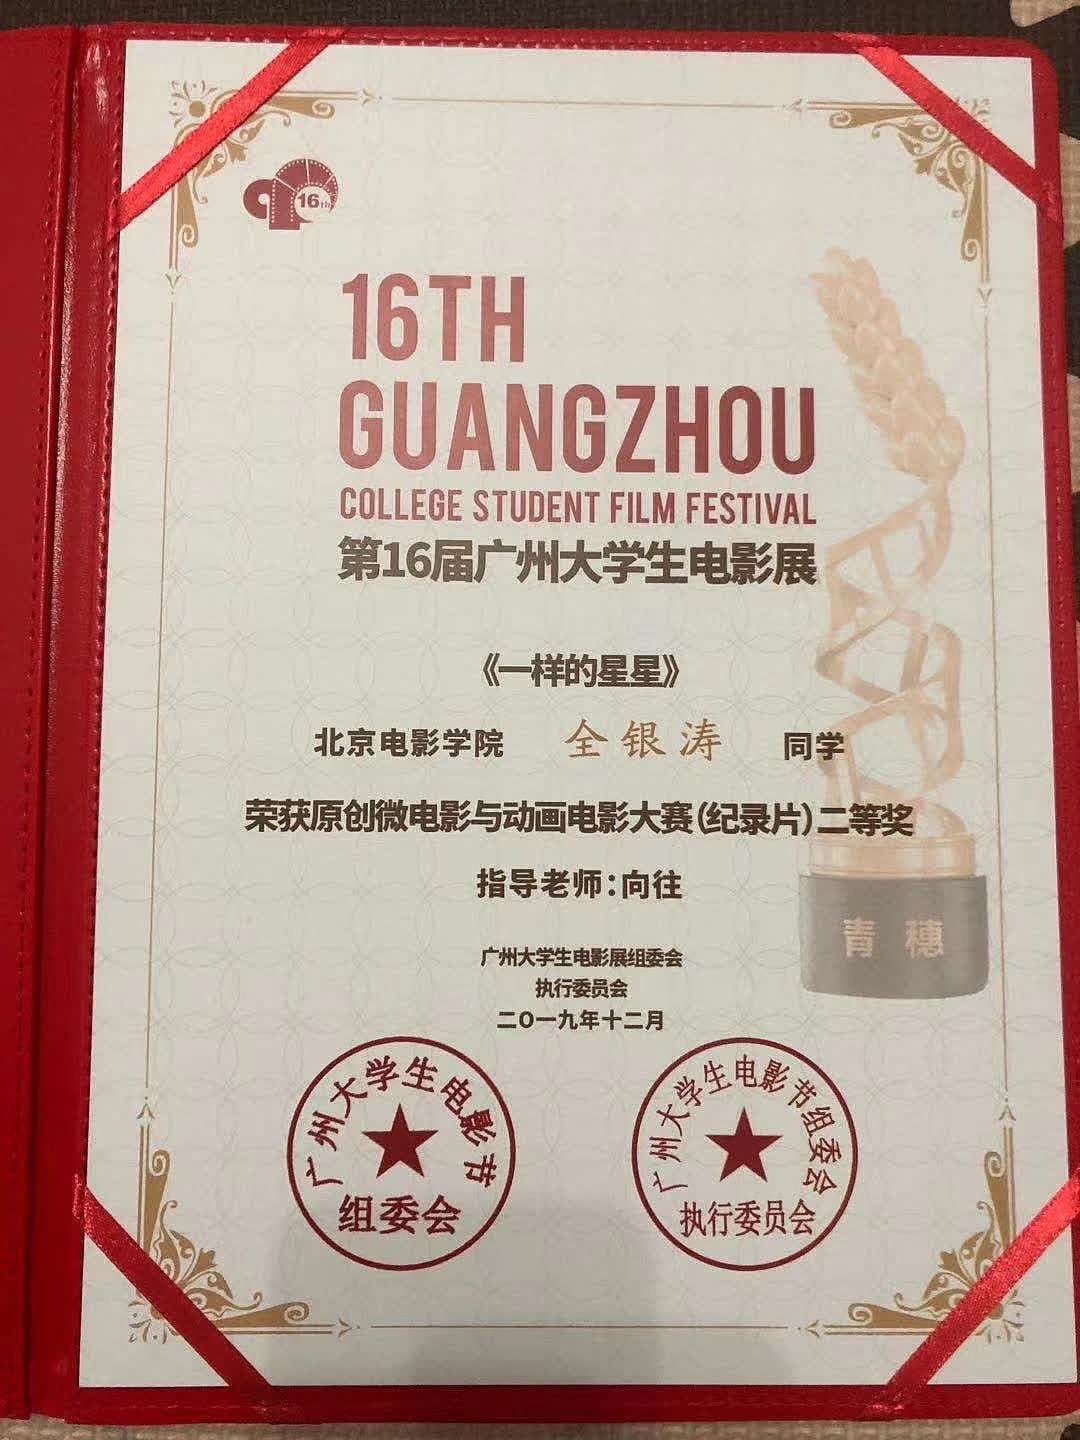 16th
16TH
GUANGZHOU
COLLEGE STUDENT FILM FESTIVAL
第16届广州大学生电影展
《一样的星星》
北京电影学院 全银涛 同学
荣获原创微电影与动画电影大赛(纪录片)二等奖
指导老师:向往
青穗
广州大学生电影展组委会
执行委员会
二O一九年十二月
广州大学生电影节
组委会
广州大学生电影节组委会
执行委员会